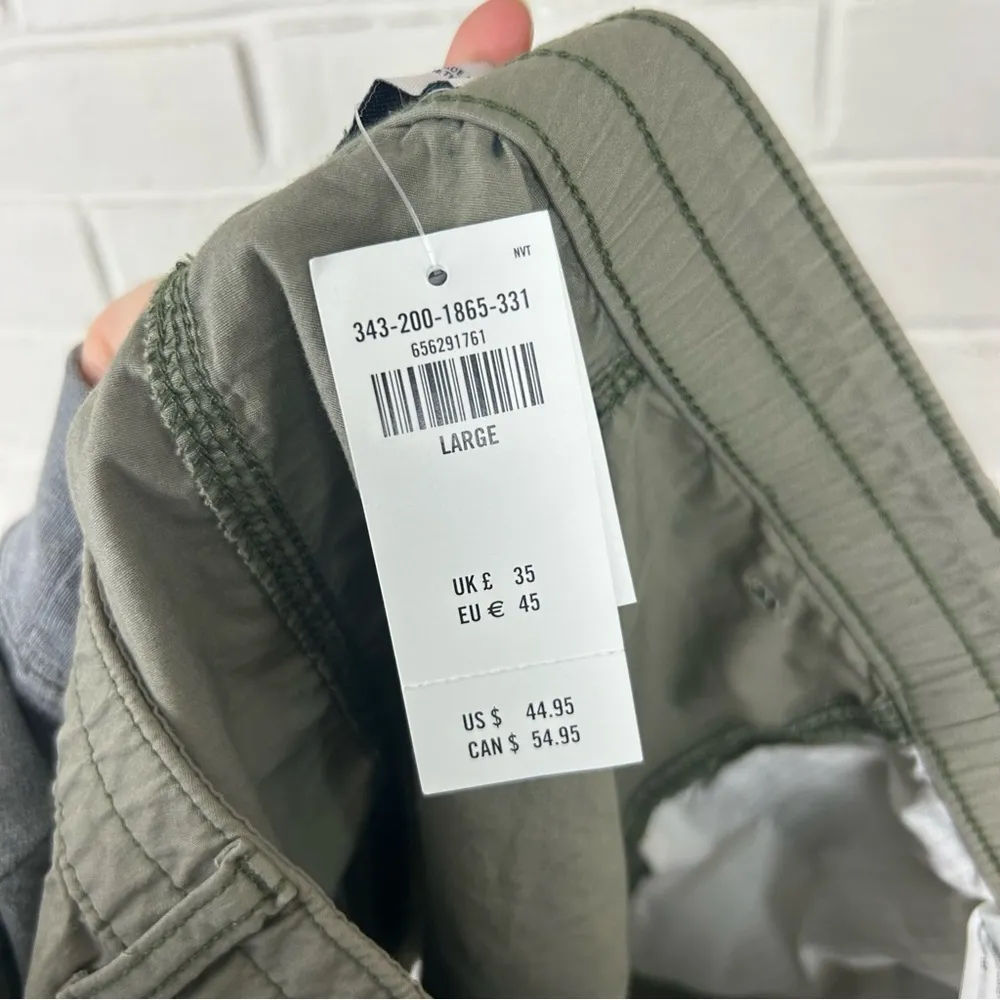 NVT
343-200-1865-331
656291761
LARGE
UK £ 35
EU € 45
US $ 44.95
CAN $ 54.95